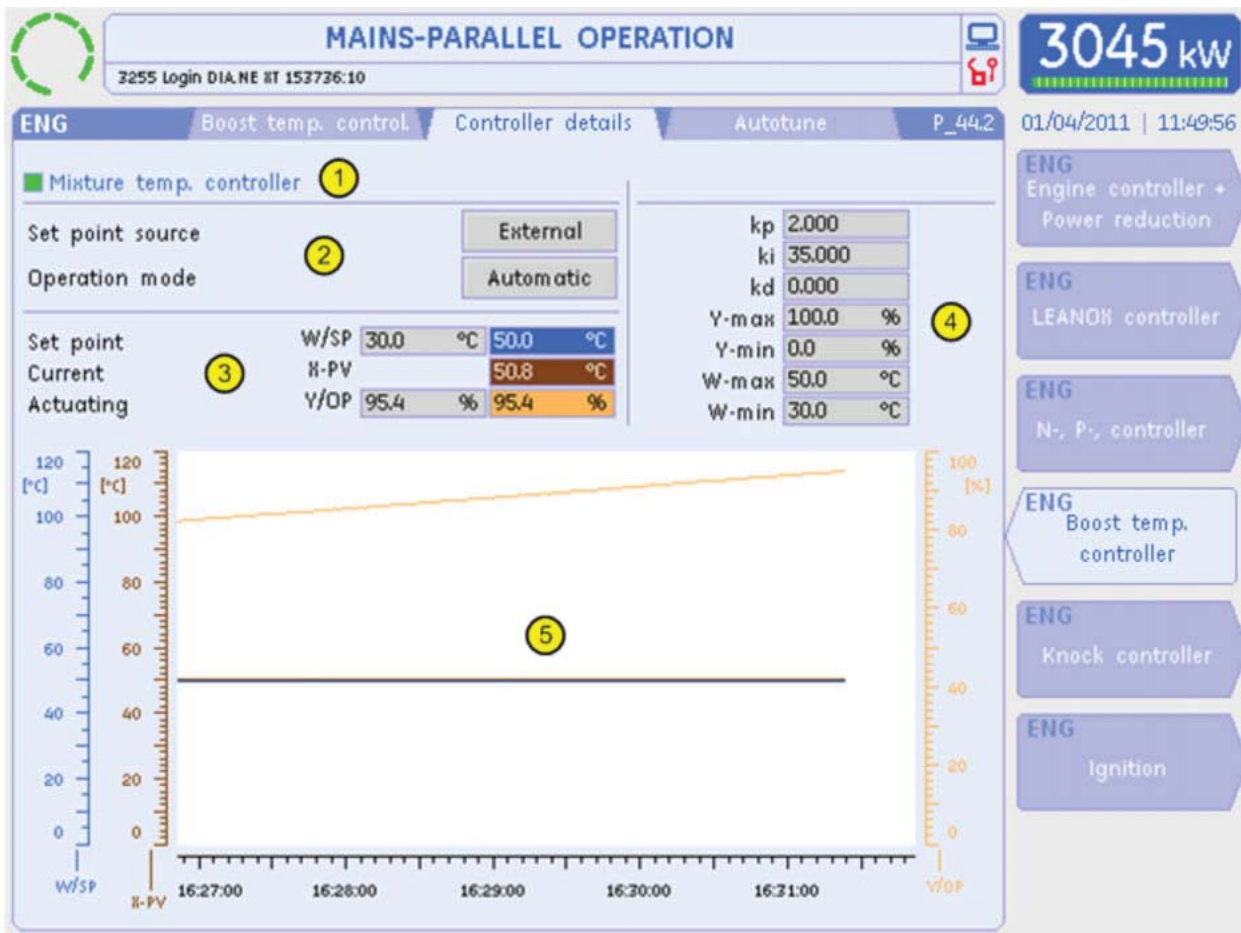 MAINS-PARALLEL OPERATION
3255 Login DIA.NE XT 153736:10
3045 kW
ENG Boost temp. control. Controller details Autotune P_44.2
01/04/2011 | 11:49:56
Mixture temp. controller 1
Set point source External
2
Operation mode Automatic
Set point W/SP 30.0 °C 50.0 °C
Current 3 X-PV 50.8 °C
Actuating Y/OP 95.4 % 95.4 %
kp 2.000
ki 35.000
kd 0.000
Y-max 100.0 %
4
Y-min 0.0 %
W-max 50.0 °C
W-min 30.0 °C
120 120 100
[°C] [°C] [%]
100 100
80
80 80
60
60 60
5
40
40 40
20 20 20
0 0 0
W/SP X-PV Y/OP
16:27:00 16:28:00 16:29:00 16:30:00 16:31:00
ENG
Engine controller +
Power reduction
ENG
LEANOX controller
ENG
N-, P-, controller
ENG
Boost temp.
controller
ENG
Knock controller
ENG
Ignition